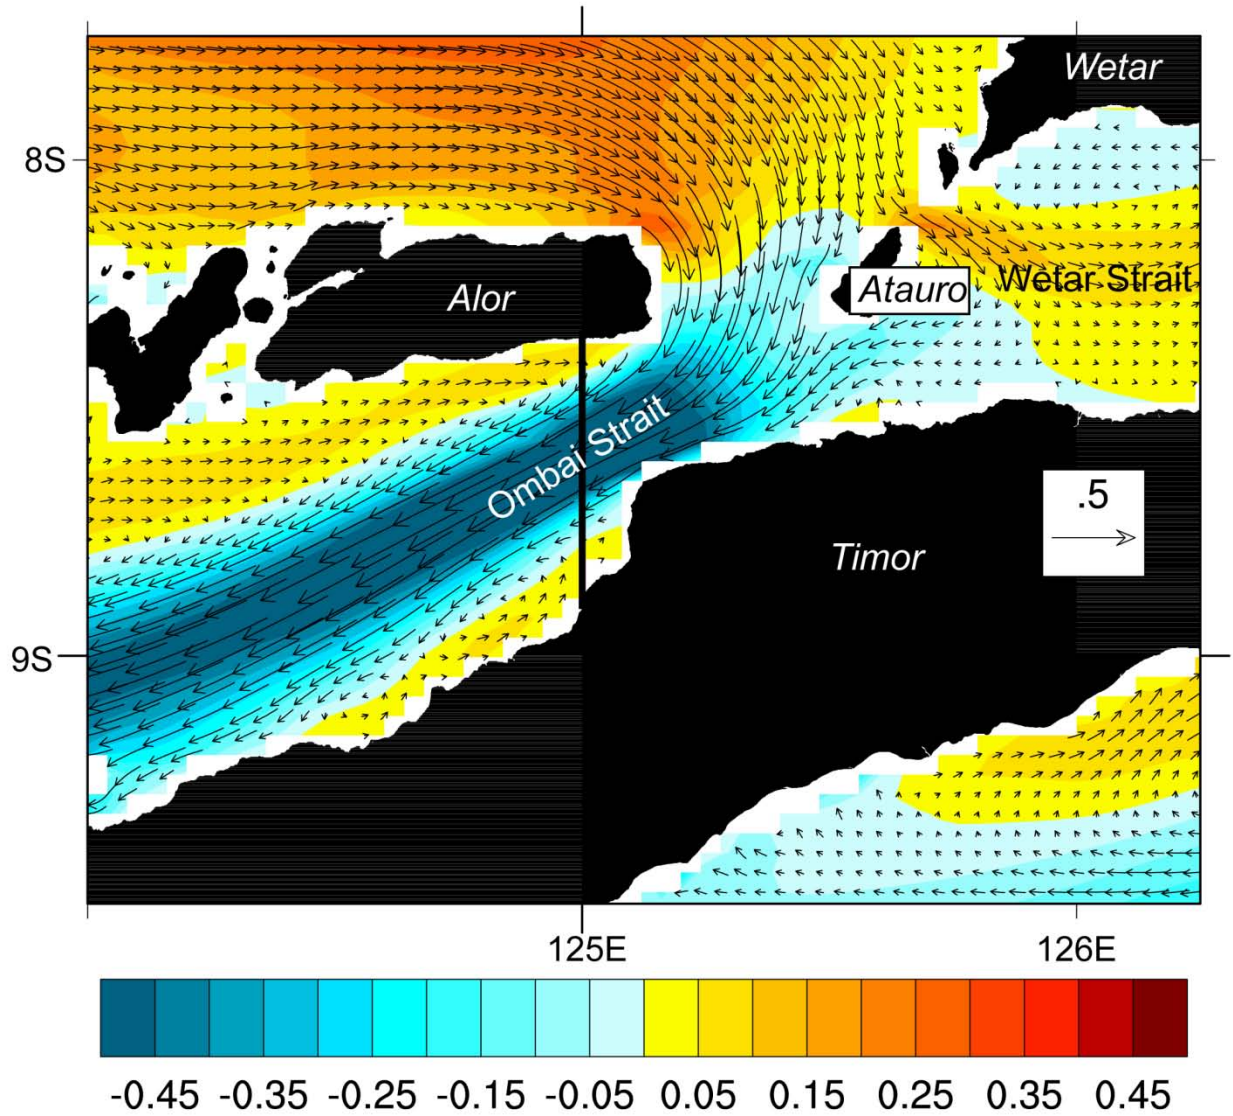 Wetar
8S
Alor
Atauro
Wetar Strait
Ombai Strait
.5
Timor
9S
125E
126E
-0.45 -0.35 -0.25 -0.15 -0.05 0.05 0.15 0.25 0.35 0.45